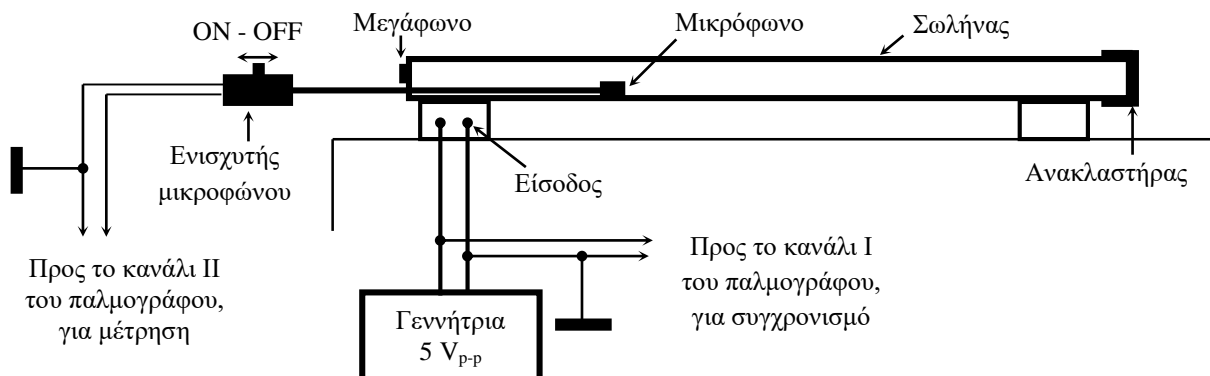 ON - OFF
Μεγάφωνο
Μικρόφωνο
Σωλήνας
Ενισχυτής
μικροφώνου
Είσοδος
Ανακλαστήρας
Προς το κανάλι II
του παλμογράφου,
για μέτρηση
Προς το κανάλι I
του παλμογράφου,
για συγχρονισμό
Γεννήτρια
5 Vp-p